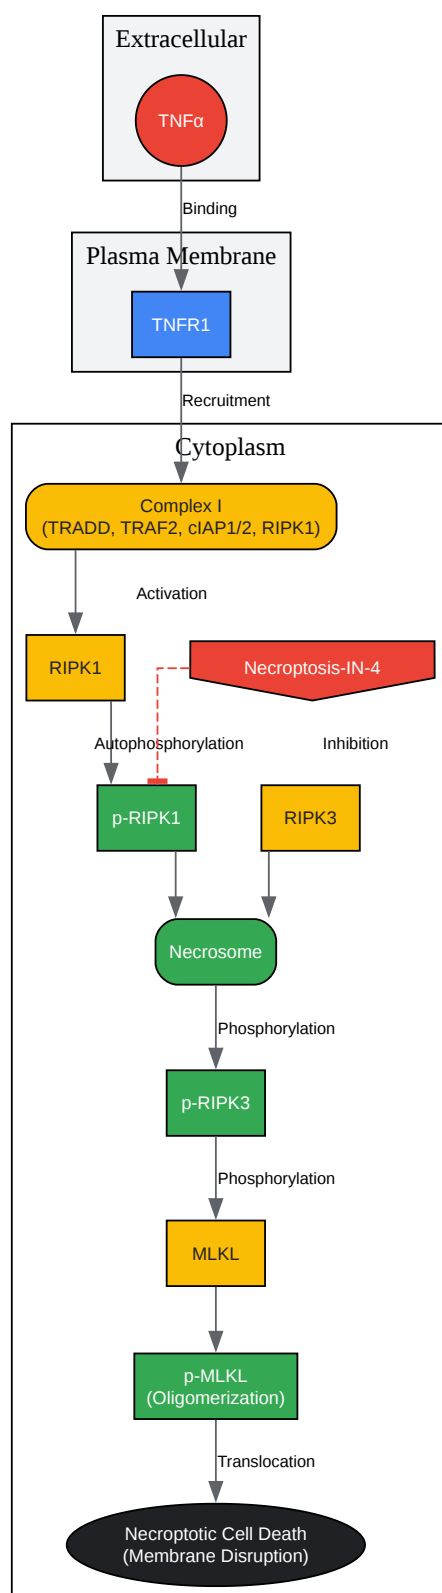 Extracellular
TNFα
Binding
Plasma Membrane
TNFR1
Recruitment
Cytoplasm
Complex I
(TRADD, TRAF2, cIAP1/2, RIPK1)
Activation
RIPK1
Necroptosis-IN-4
Autophosphorylation
Inhibition
p-RIPK1
RIPK3
Necrosome
Phosphorylation
p-RIPK3
Phosphorylation
MLKL
p-MLKL
(Oligomerization)
Translocation
Necroptotic Cell Death
(Membrane Disruption)